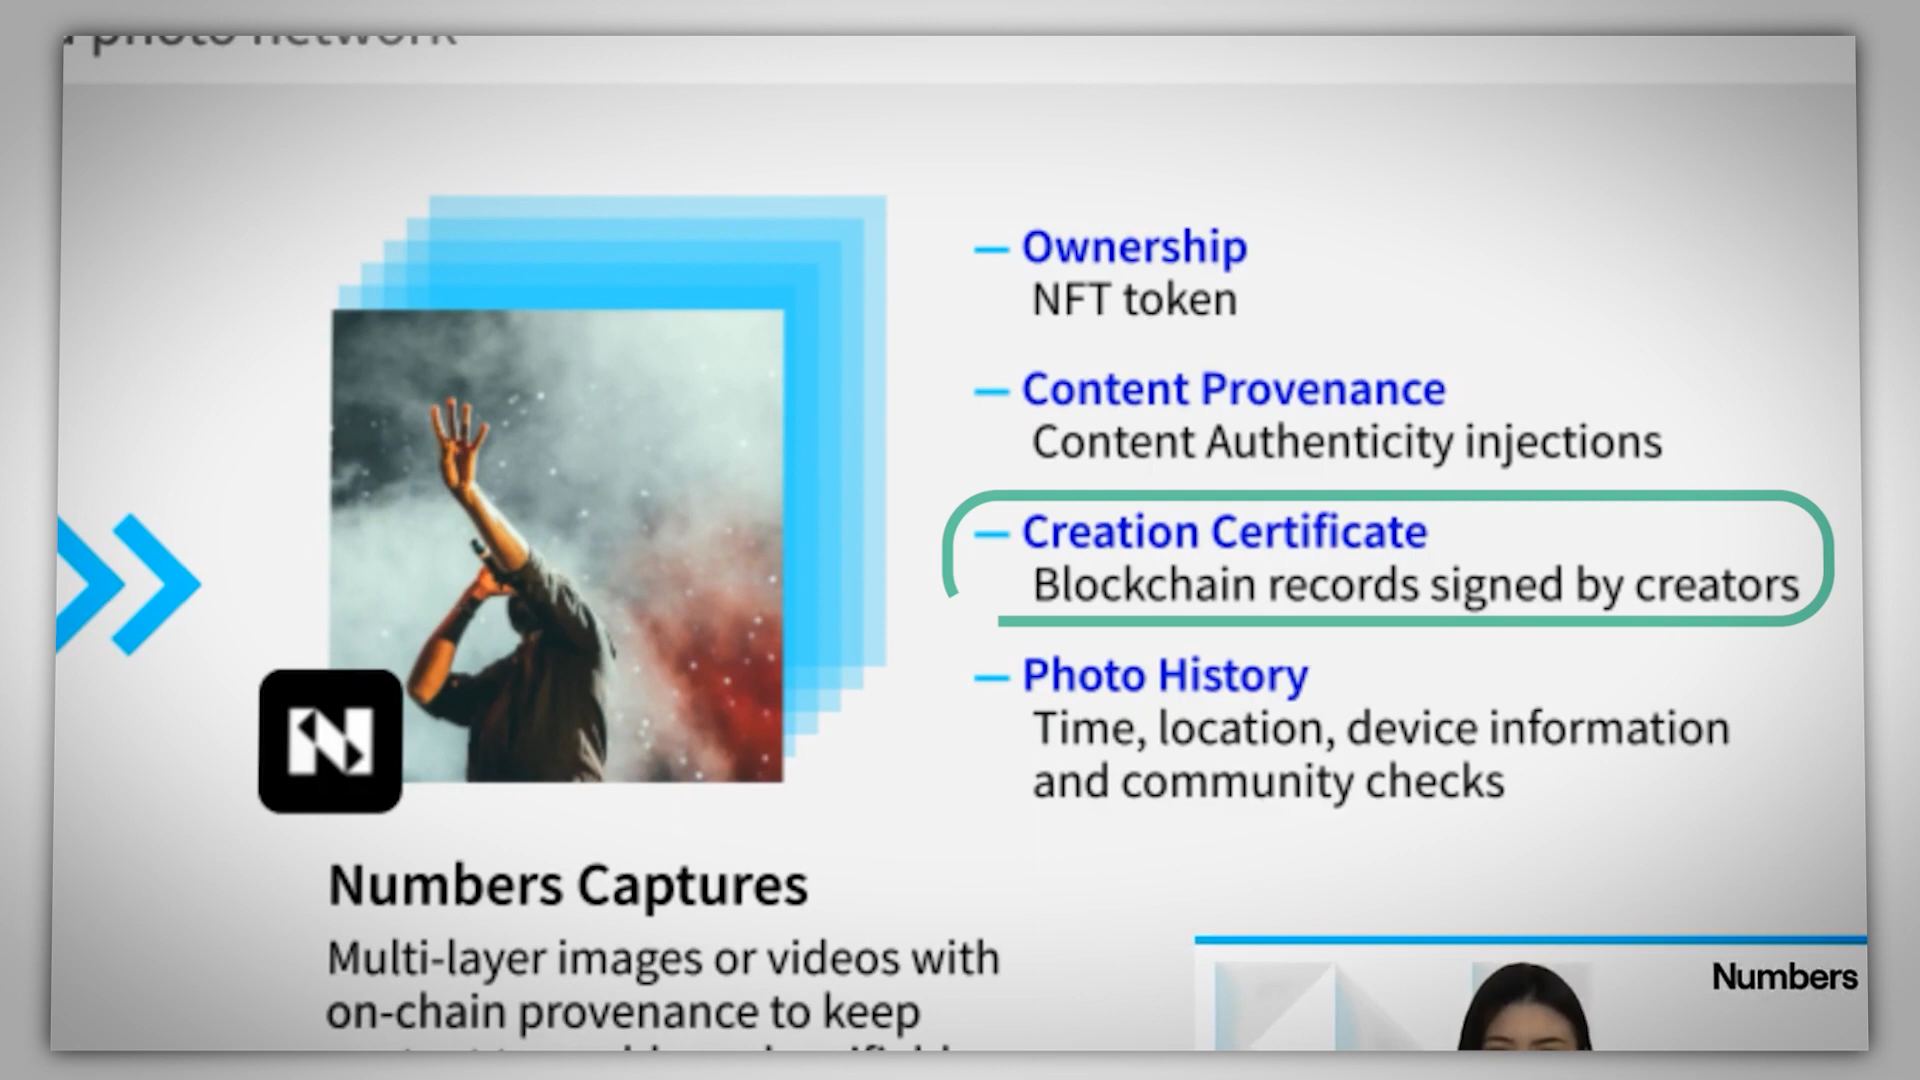 photo network
Ownership
NFT token
Content Provenance
Content Authenticity injections
Creation Certificate
Blockchain records signed by creators
Photo History
Time, location, device information
and community checks
Numbers Captures
Multi-layer images or videos with
on-chain provenance to keep
Numbers